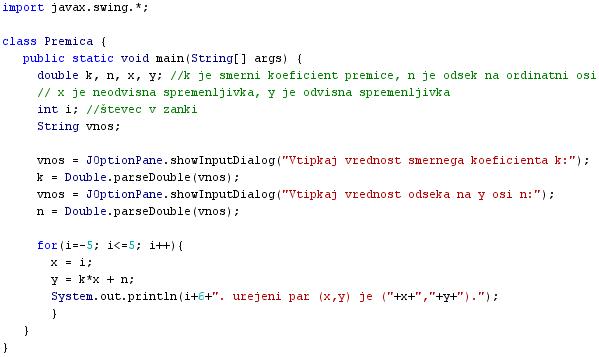 import javax.swing.*;
class Premica {
public static void main(String[] args) {
double k, n, x, y; //k je smerni koeficient premice, n je odsek na ordinatni osi
// x je neodvisna spremenljivka, y je odvisna spremenljivka
int i; //števec v zanki
String vnos;
vnos = JOptionPane.showInputDialog("Vtipkaj vrednost smernega koeficienta k:");
k = Double.parseDouble(vnos);
vnos = JOptionPane.showInputDialog("Vtipkaj vrednost odseka na y osi n:");
n = Double.parseDouble(vnos);
for(i=-5; i<=5; i++){
x = i;
y = k*x + n;
System.out.println(i+6+". urejeni par (x,y) je ("+x+","+y+").");
}
}
}